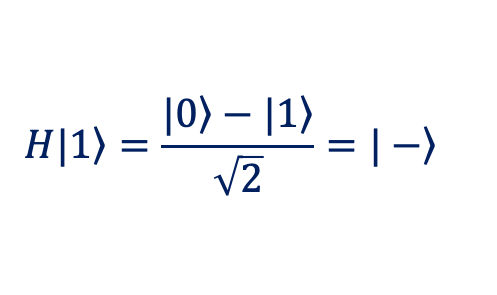 H|1⟩ = (|0⟩ − |1⟩)/√2 = | −⟩